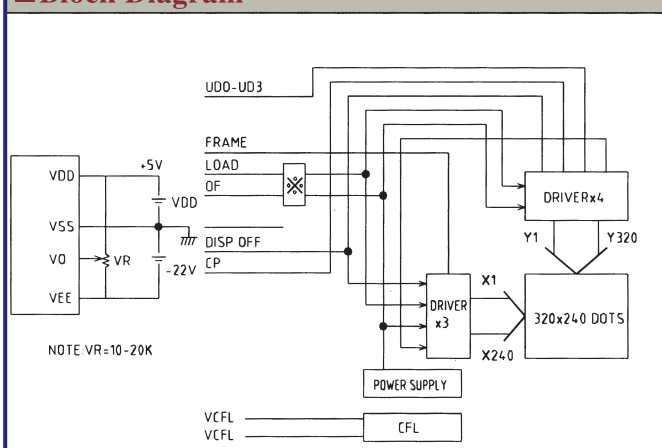 Block Diagram
UD0-UD3
FRAME
LOAD
OF
※
DISP OFF
CP
+5V
VDD
VDD
VSS
VO
VR
-22V
VEE
NOTE:VR=10-20K
DRIVERx4
Y1
Y320
X1
DRIVER
x3
320x240 DOTS
X240
POWER SUPPLY
VCFL
VCFL
CFL